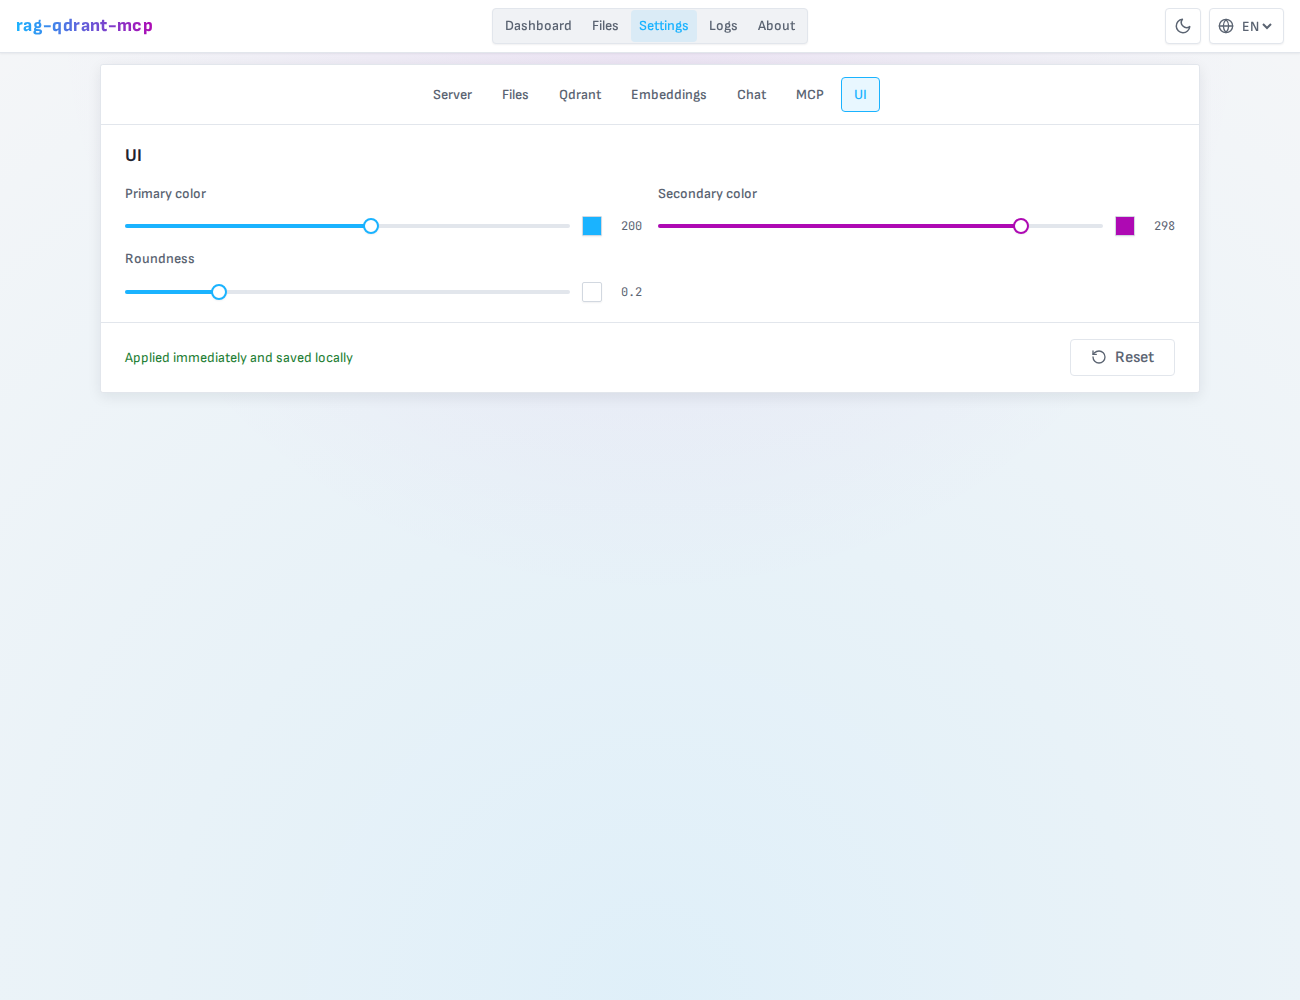 rag-qdrant-mcp
Dashboard Files Settings Logs About
EN
Server Files Qdrant Embeddings Chat MCP UI
UI
Primary color
200
Secondary color
298
Roundness
0.2
Applied immediately and saved locally
Reset